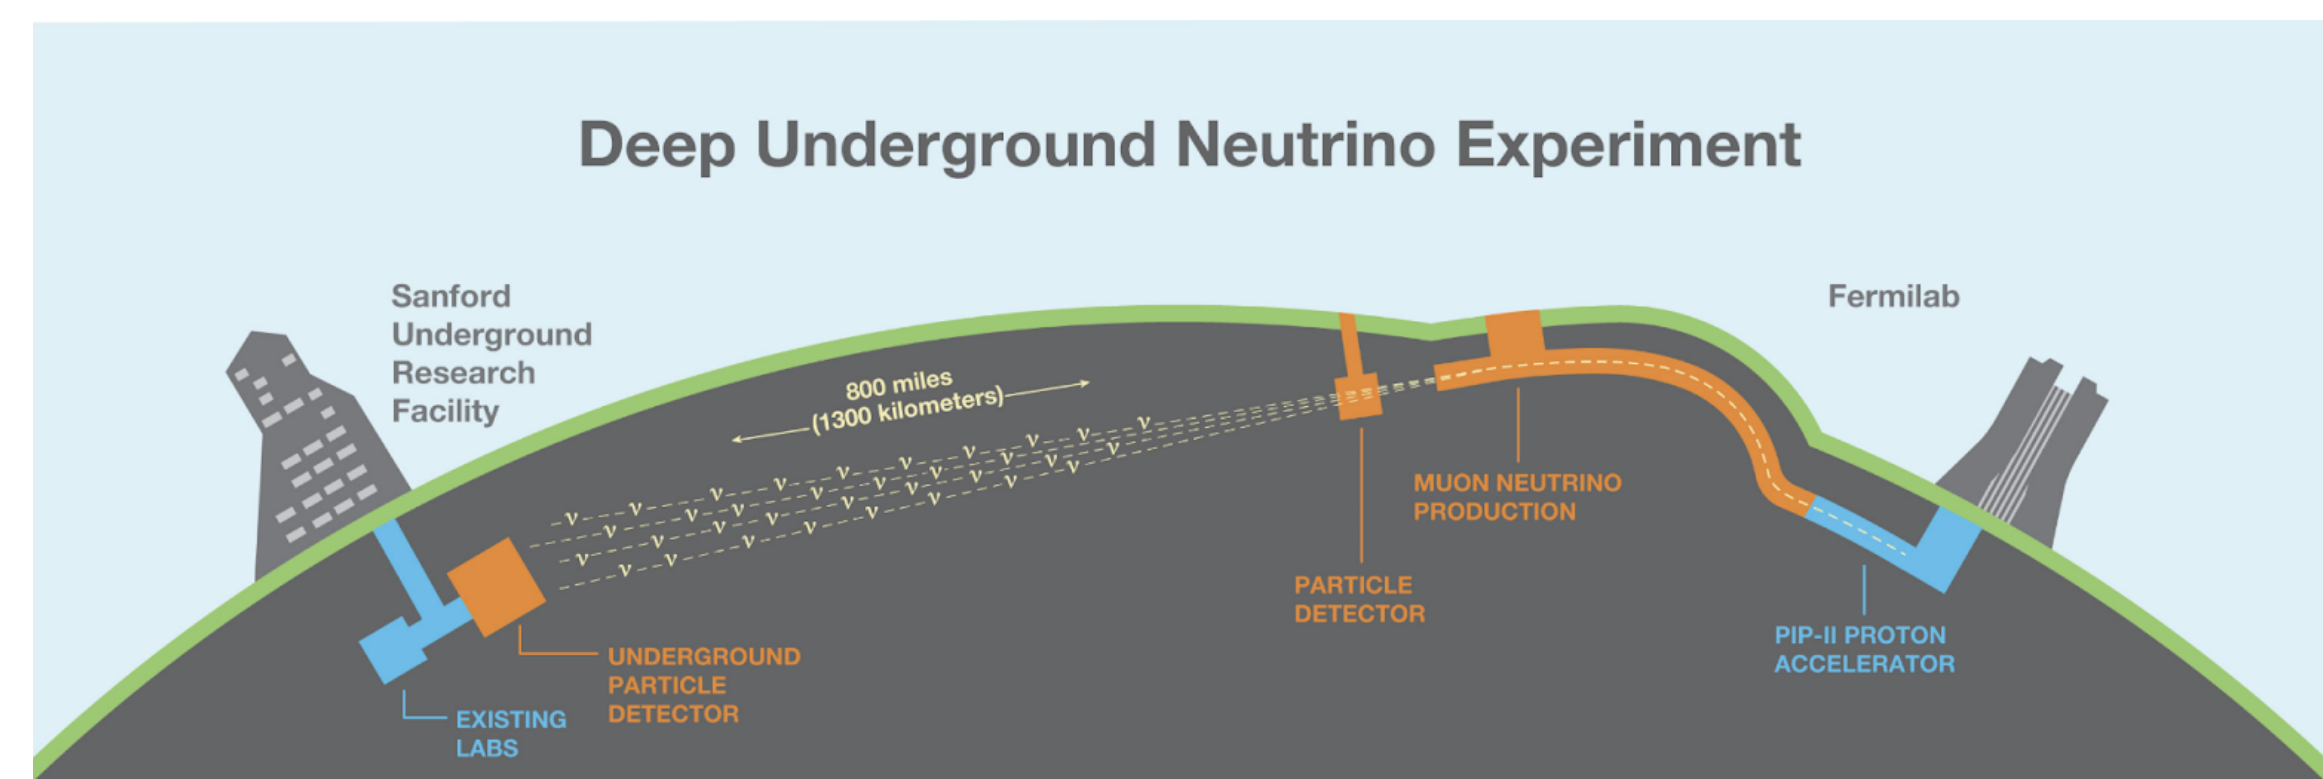 Deep Underground Neutrino Experiment
Sanford
Underground
Research
Facility
Fermilab
800 miles
(1300 kilometers)
ν ν ν ν ν ν ν ν ν ν
ν ν ν ν ν ν ν ν
ν ν ν ν ν ν ν ν ν
ν ν ν ν ν ν ν ν
MUON NEUTRINO
PRODUCTION
PARTICLE
DETECTOR
PIP-II PROTON
ACCELERATOR
UNDERGROUND
PARTICLE
DETECTOR
EXISTING
LABS